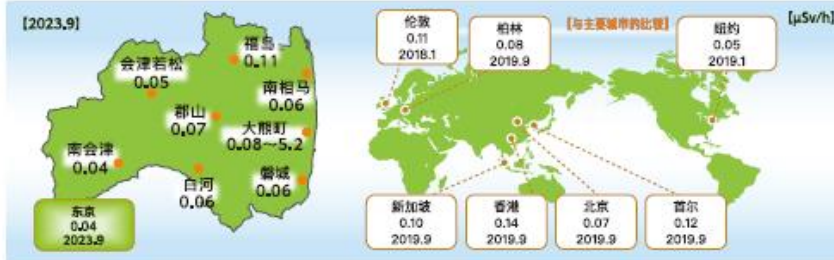 【2023.9】
福岛
0.11
会津若松
0.05
南相马
0.06
郡山
0.07
大熊町
0.08～5.2
南会津
0.04
白河
0.06
磐城
0.06
东京
0.04
2023.9
【与主要城市的比较】
[μSv/h]
伦敦
0.11
2018.1
柏林
0.08
2019.9
纽约
0.05
2019.1
新加坡
0.10
2019.9
香港
0.14
2019.9
北京
0.07
2019.9
首尔
0.12
2019.9